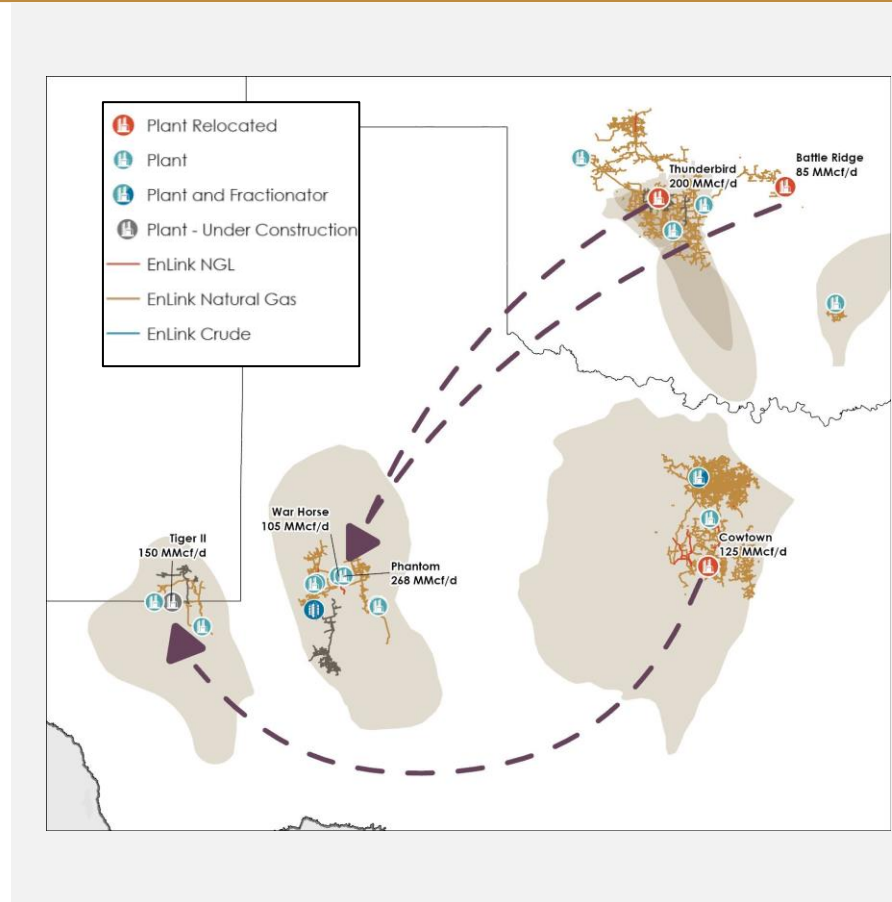 Plant Relocated
Plant
Plant and Fractionator
Plant - Under Construction
EnLink NGL
EnLink Natural Gas
EnLink Crude
Thunderbird
200 MMcf/d
Battle Ridge
85 MMcf/d
War Horse
105 MMcf/d
Tiger II
150 MMcf/d
Phantom
268 MMcf/d
Cowtown
125 MMcf/d